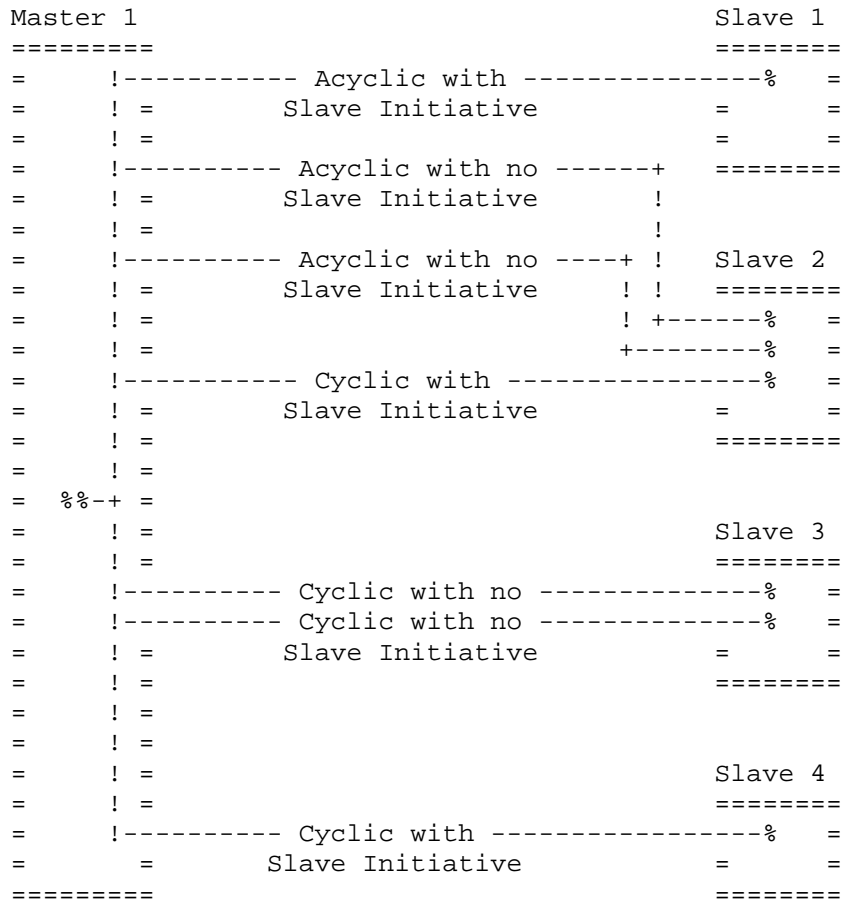 Master 1                                    Slave 1
=========                                   ========
=     !----------- Acyclic with ---------------%   =
=     ! =        Slave Initiative           =      =
=     ! =                                   =      =
=     !---------- Acyclic with no ------+   ========
=     ! =        Slave Initiative       !
=     ! =                               !
=     !---------- Acyclic with no ----+ !   Slave 2
=     ! =        Slave Initiative     ! !   ========
=     ! =                             ! +------%   =
=     ! =                             +--------%   =
=     !----------- Cyclic with ----------------%   =
=     ! =        Slave Initiative           =      =
=     ! =                                   ========
=     ! =
=  %%-+ =
=     ! =                                   Slave 3
=     ! =                                   ========
=     !---------- Cyclic with no --------------%   =
=     !---------- Cyclic with no --------------%   =
=     ! =        Slave Initiative           =      =
=     ! =                                   ========
=     ! =
=     ! =
=     ! =                                   Slave 4
=     ! =                                   ========
=     !---------- Cyclic with -----------------%   =
=       =       Slave Initiative            =      =
=========                                   ========